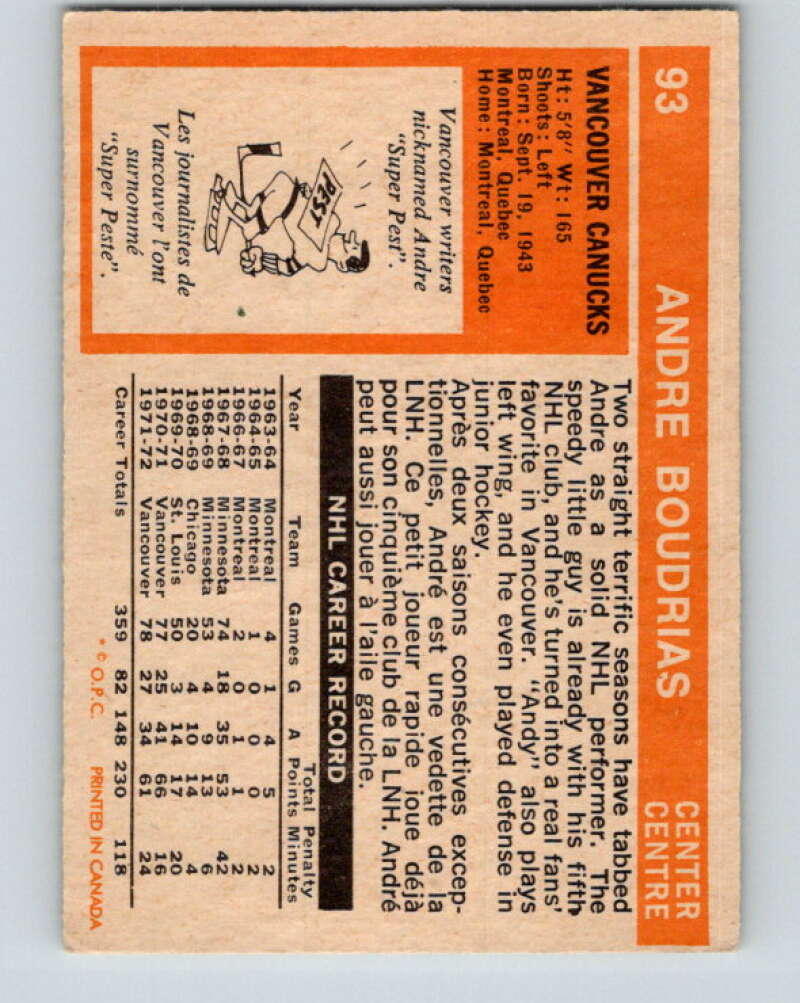 93 ANDRE BOUDRIAS CENTER
CENTRE
VANCOUVER CANUCKS
Ht: 5'8" Wt: 165
Shoots: Left
Born: Sept. 19, 1943
Montreal, Quebec
Home: Montreal, Quebec
Vancouver writers
nicknamed Andre
"Super Pest".
PEST
Les journalistes de
Vancouver l'ont
surnommé
"Super Peste".
Two straight terrific seasons have tabbed
Andre as a solid NHL performer. The
speedy little guy is already with his fifth
NHL club, and he's turned into a real fans'
favorite in Vancouver. "Andy" also plays
left wing, and he even played defense in
junior hockey.
Après deux saisons consécutives excep-
tionnelles, André est une vedette de la
LNH. Ce petit joueur rapide joue déjà
pour son cinquième club de la LNH. André
peut aussi jouer à l'aile gauche.
NHL CAREER RECORD
Total Penalty
Year Team Games G A Points Minutes
1963-64 Montreal 4 1 4 5 2
1964-65 Montreal 1 0 0 0 2
1966-67 Montreal 2 0 1 1 2
1967-68 Minnesota 74 18 35 53 42
1968-69 Minnesota 53 4 9 13 6
1968-69 Chicago 20 4 10 14 4
1969-70 St. Louis 50 3 14 17 20
1970-71 Vancouver 77 25 41 66 16
1971-72 Vancouver 78 27 34 61 24
Career Totals 359 82 148 230 118
* © O.P.C. PRINTED IN CANADA